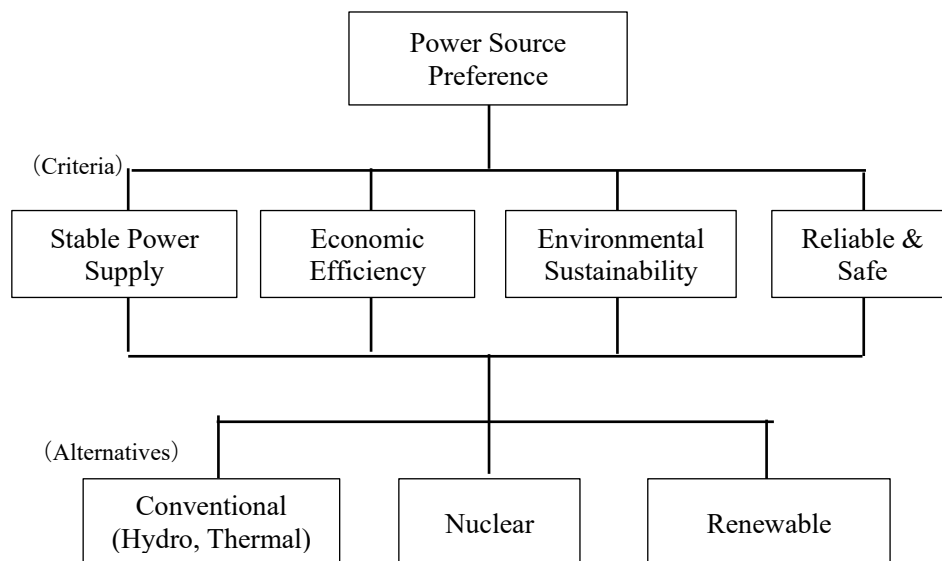 Power Source
Preference
（Criteria）
Stable Power
Supply
Economic
Efficiency
Environmental
Sustainability
Reliable &
Safe
（Alternatives）
Conventional
(Hydro, Thermal)
Nuclear
Renewable